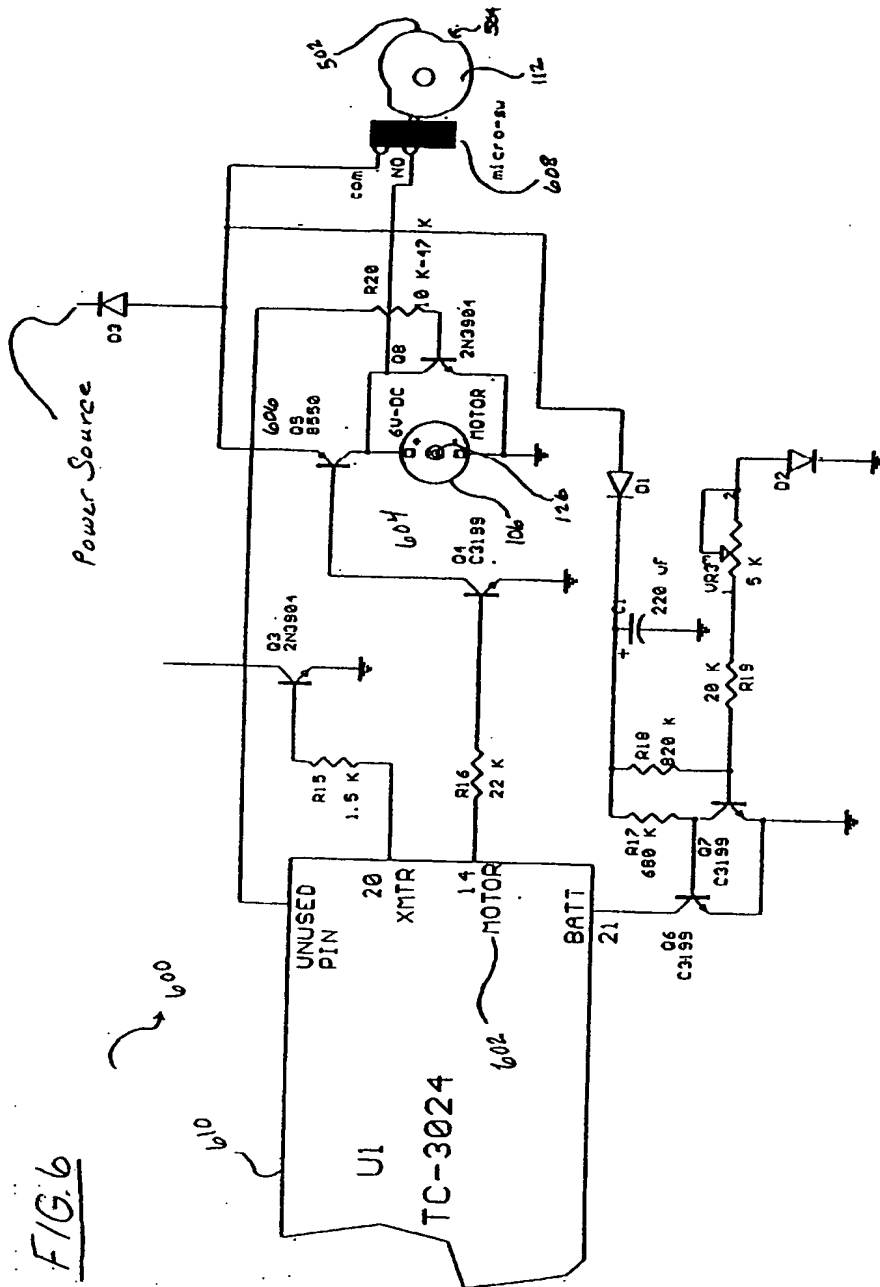 FIG. 6
600
610
U1
TC-3024
UNUSED
PIN
20
XMTR
14
MOTOR
602
BATT
21
R15
1.5 K
Q3
2N3904
R16
22 K
Q4
C3199
604
606
Q5
8550
6V-DC
MOTOR
106
126
Q8
2N3904
R20
10 K-47 K
Power Source
D3
com
NO
micro-sw
608
502
504
112
D1
C1
+
220 uF
R17
680 K
R18
820 K
Q6
C3199
Q7
C3199
20 K
R19
1
VR3
5 K
2
D2